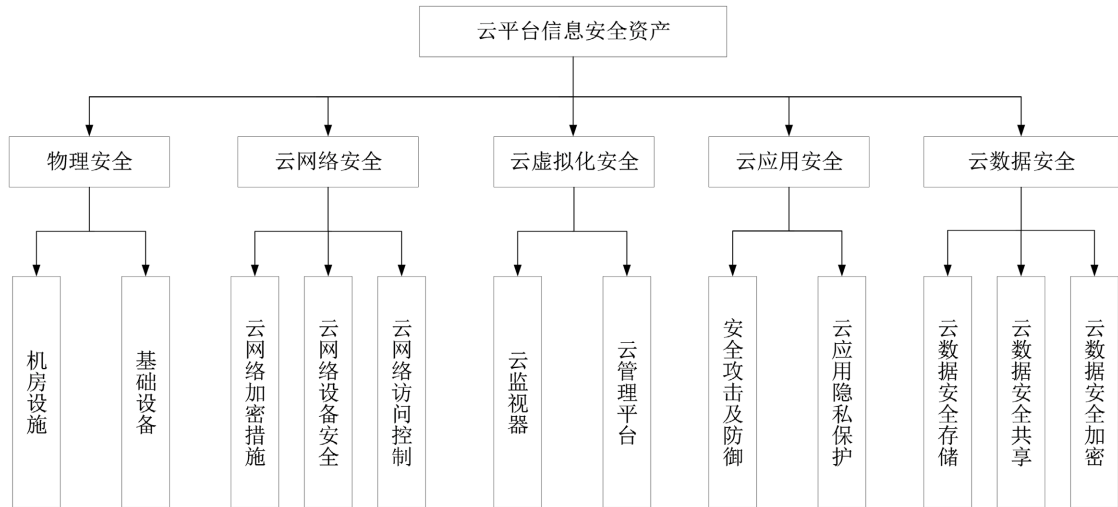 云平台信息安全资产
物理安全
云网络安全
云虚拟化安全
云应用安全
云数据安全
机房设施
基础设备
云网络加密措施
云网络设备安全
云网络访问控制
云监视器
云管理平台
安全攻击及防御
云应用隐私保护
云数据安全存储
云数据安全共享
云数据安全加密